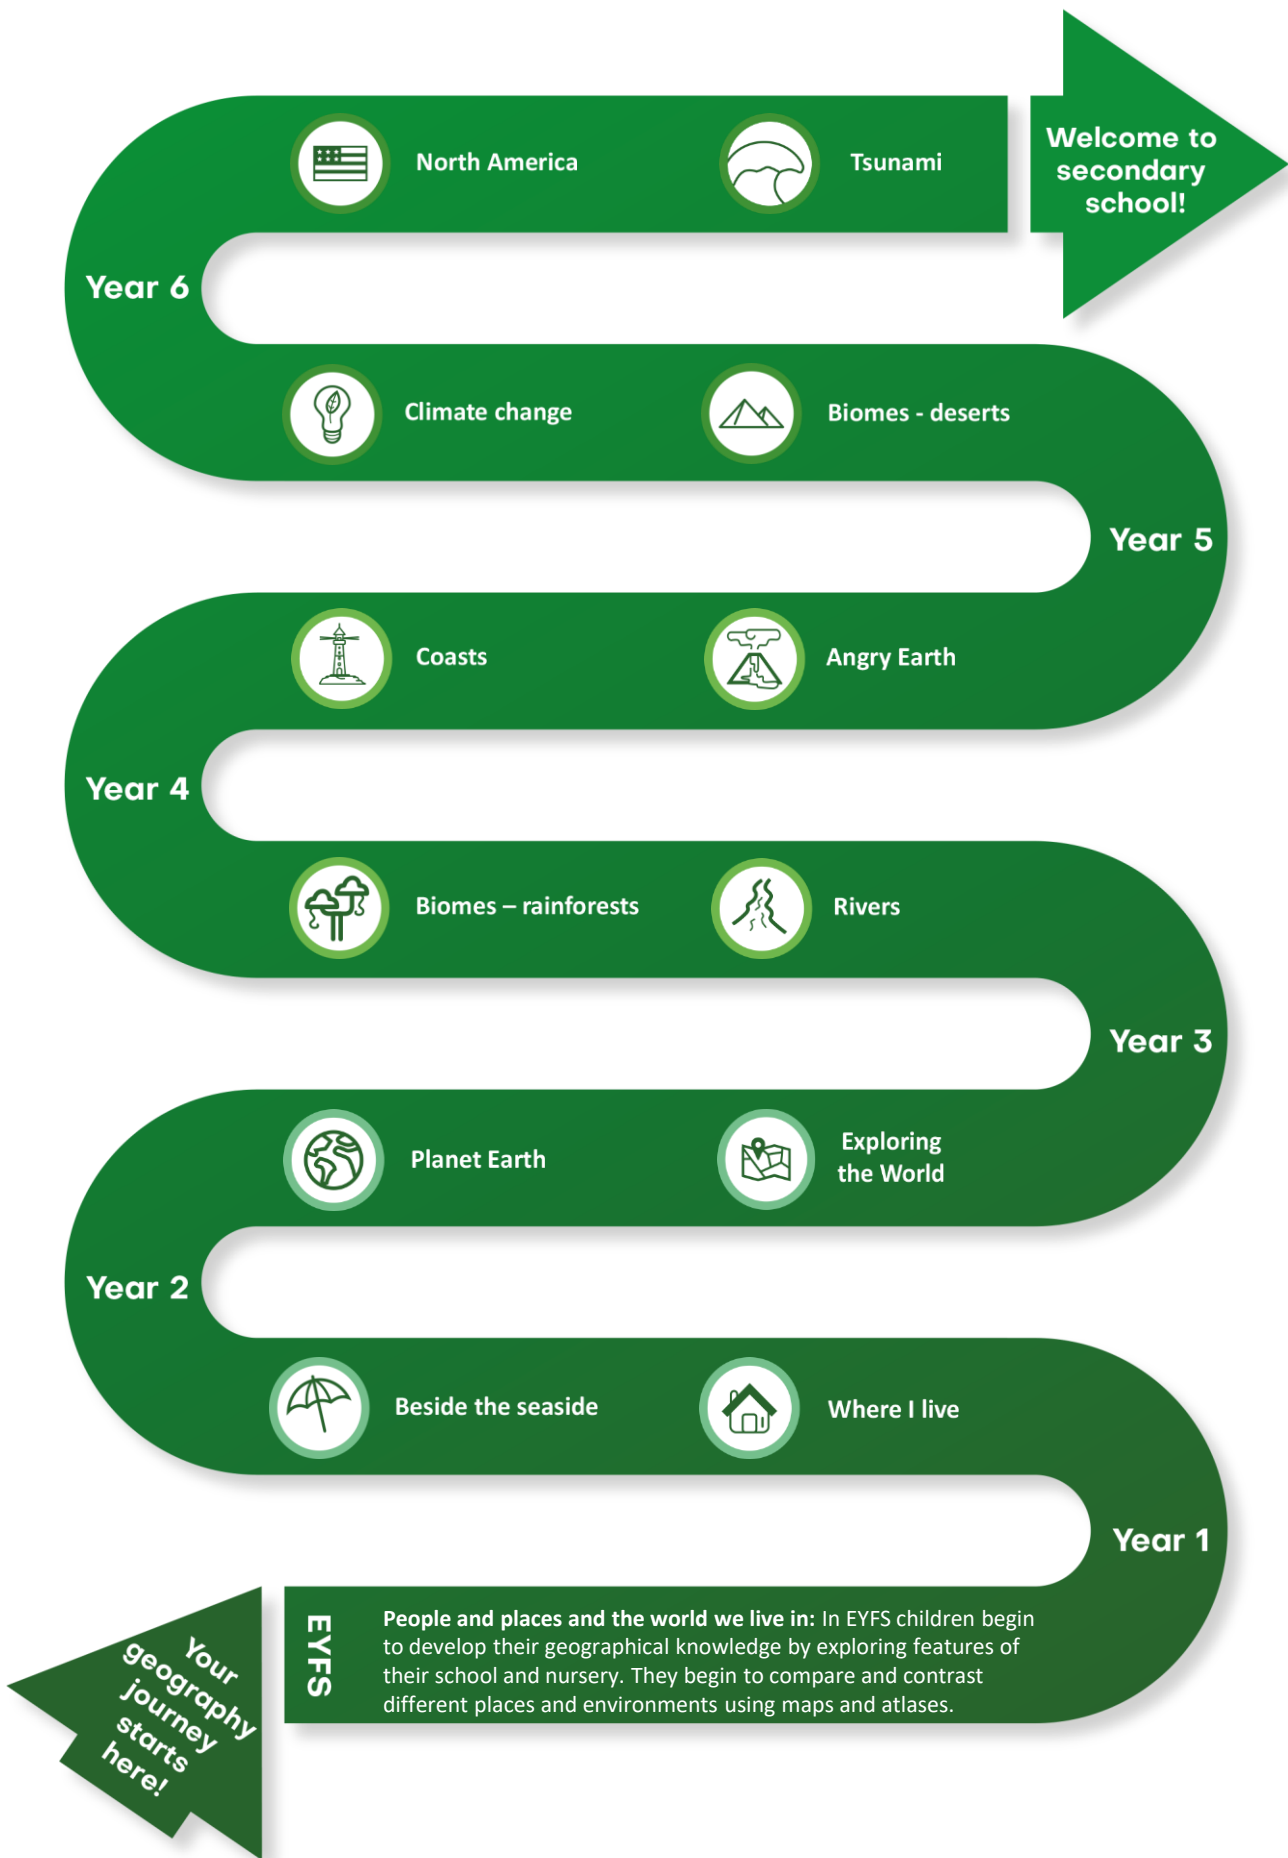 North America
Tsunami
Welcome to
secondary
school!
Year 6
Climate change
Biomes - deserts
Year 5
Coasts
Angry Earth
Year 4
Biomes – rainforests
Rivers
Year 3
Planet Earth
Exploring
the World
Year 2
Beside the seaside
Where I live
Year 1
EYFS
People and places and the world we live in: In EYFS children begin
to develop their geographical knowledge by exploring features of
their school and nursery. They begin to compare and contrast
different places and environments using maps and atlases.
Your
geography
journey
starts
here!